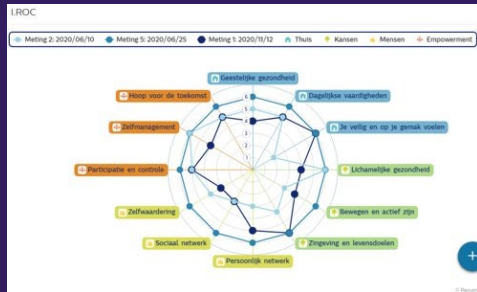 I.ROC
Meting 2: 2020/06/10 Meting 5: 2020/06/25 Meting 1: 2020/11/12 Thuis Kansen Mensen Empowerment
Geestelijke gezondheid
Hoop voor de toekomst
Dagelijkse vaardigheden
Zelfmanagement
Je veilig en op je gemak voelen
Participatie en controle
Lichamelijke gezondheid
Zelfwaardering
Bewegen en actief zijn
Sociaal netwerk
Zingeving en levensdoelen
Persoonlijk netwerk
6
5
4
3
2
1
+